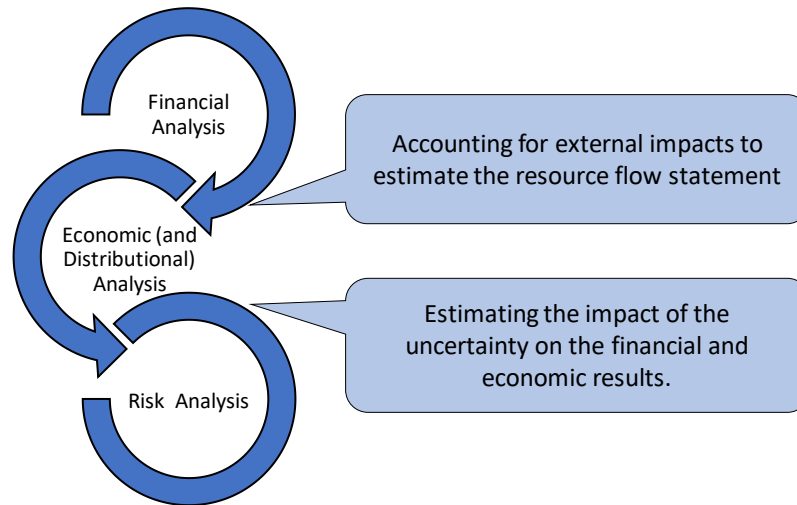 Financial
Analysis
Accounting for external impacts to
estimate the resource flow statement
Economic (and
Distributional)
Analysis
Estimating the impact of the
uncertainty on the financial and
economic results.
Risk Analysis